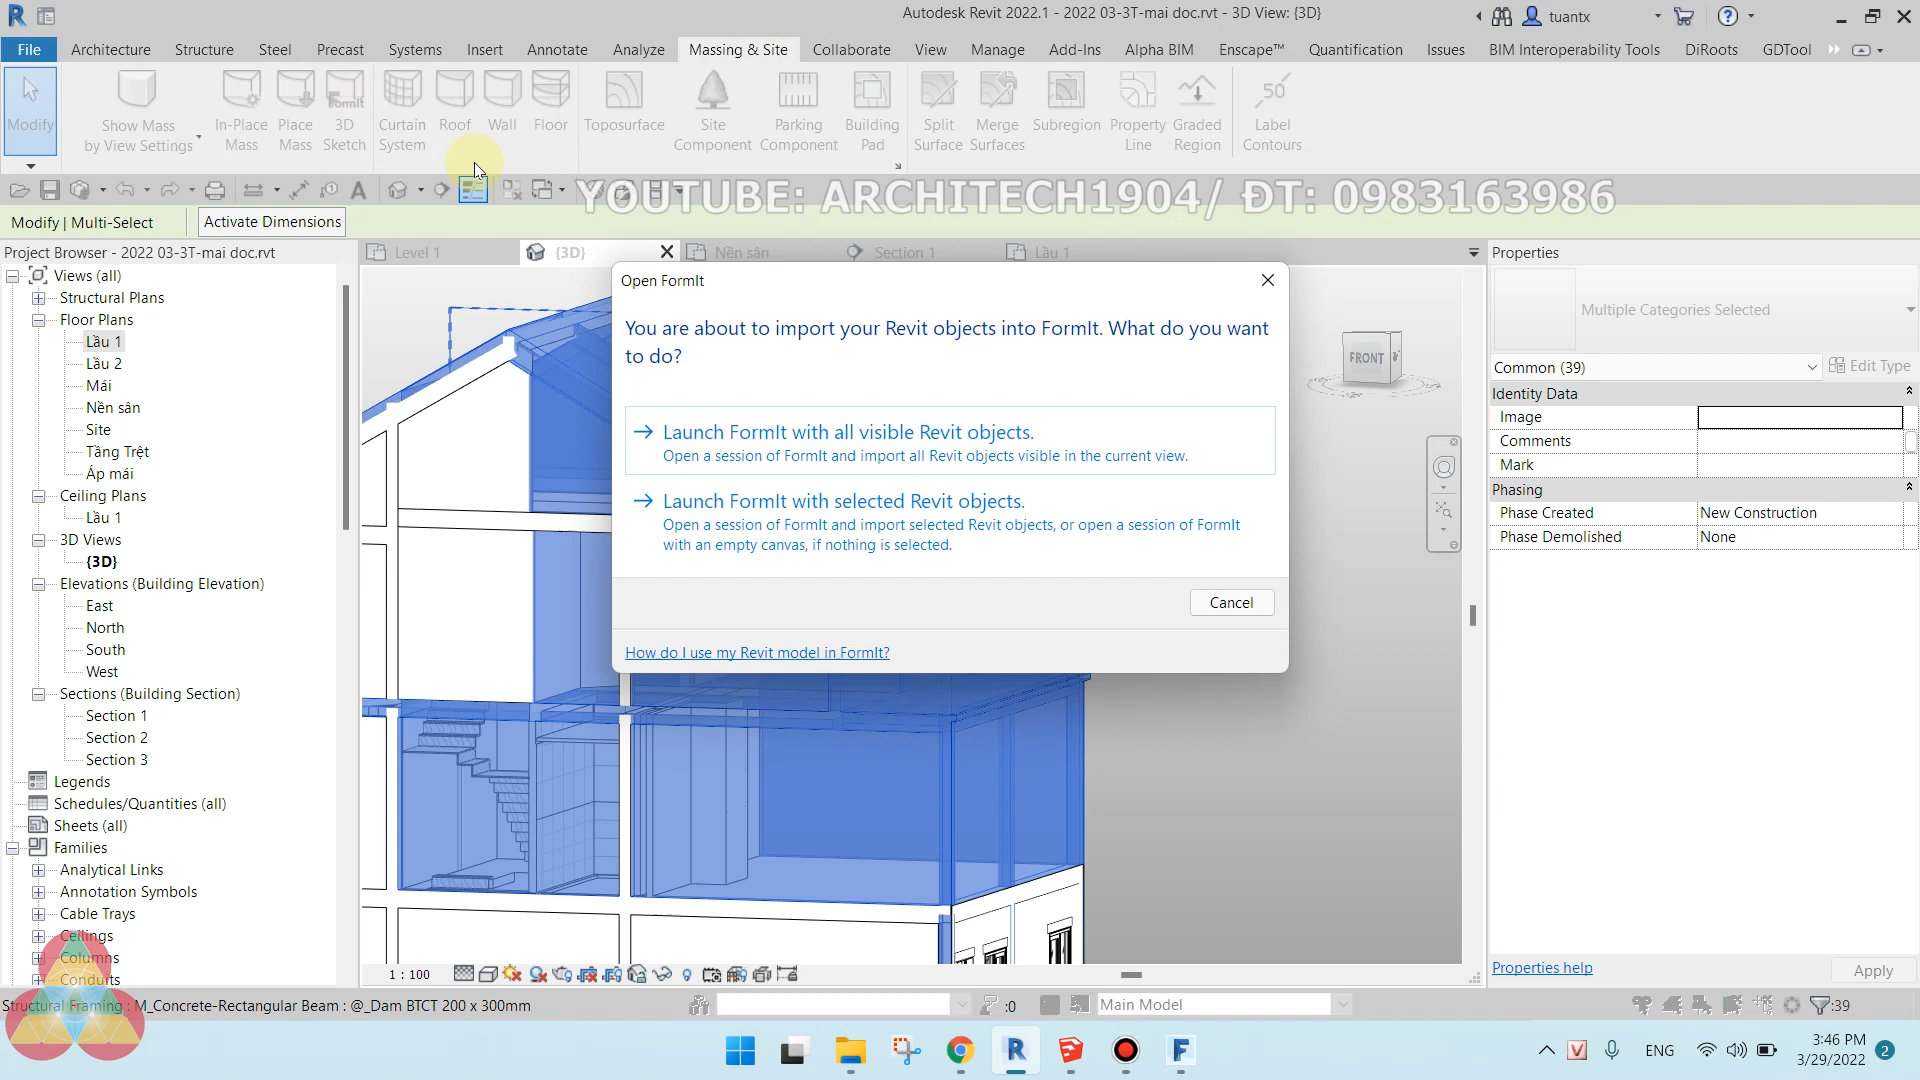 Autodesk Revit 2022.1 - 2022 03-3T-mai doc.rvt - 3D View: {3D}
tuantx
File Architecture Structure Steel Precast Systems Insert Annotate Analyze Massing & Site Collaborate View Manage Add-Ins Alpha BIM Enscape™ Quantification Issues BIM Interoperability Tools DiRoots GDTool
Modify
Show Mass
by View Settings
In-Place
Mass
Place
Mass
FormIt
3D
Sketch
Curtain
System
Roof
Wall
Floor
Toposurface
Site
Component
Parking
Component
Building
Pad
Split
Surface
Merge
Surfaces
Subregion
Property
Line
Graded
Region
50
Label
Contours
YOUTUBE: ARCHITECH1904/ ĐT: 0983163986
Modify | Multi-Select
Activate Dimensions
Project Browser - 2022 03-3T-mai doc.rvt
Views (all)
Structural Plans
Floor Plans
Lầu 1
Lầu 2
Mái
Nền sân
Site
Tầng Trệt
Áp mái
Ceiling Plans
Lầu 1
3D Views
{3D}
Elevations (Building Elevation)
East
North
South
West
Sections (Building Section)
Section 1
Section 2
Section 3
Legends
Schedules/Quantities (all)
Sheets (all)
Families
Analytical Links
Annotation Symbols
Cable Trays
Ceilings
Columns
Conduits
Level 1
{3D}
Nền sân
Section 1
Lầu 1
Open FormIt
You are about to import your Revit objects into FormIt. What do you want
to do?
Launch FormIt with all visible Revit objects.
Open a session of FormIt and import all Revit objects visible in the current view.
Launch FormIt with selected Revit objects.
Open a session of FormIt and import selected Revit objects, or open a session of FormIt
with an empty canvas, if nothing is selected.
Cancel
How do I use my Revit model in FormIt?
FRONT
Properties
Multiple Categories Selected
Common (39)
Edit Type
Identity Data
Image
Comments
Mark
Phasing
Phase Created New Construction
Phase Demolished None
Properties help
Apply
1 : 100
Structural Framing : M_Concrete-Rectangular Beam : @_Dam BTCT 200 x 300mm
:0
Main Model
:39
ENG
3:46 PM
3/29/2022
2